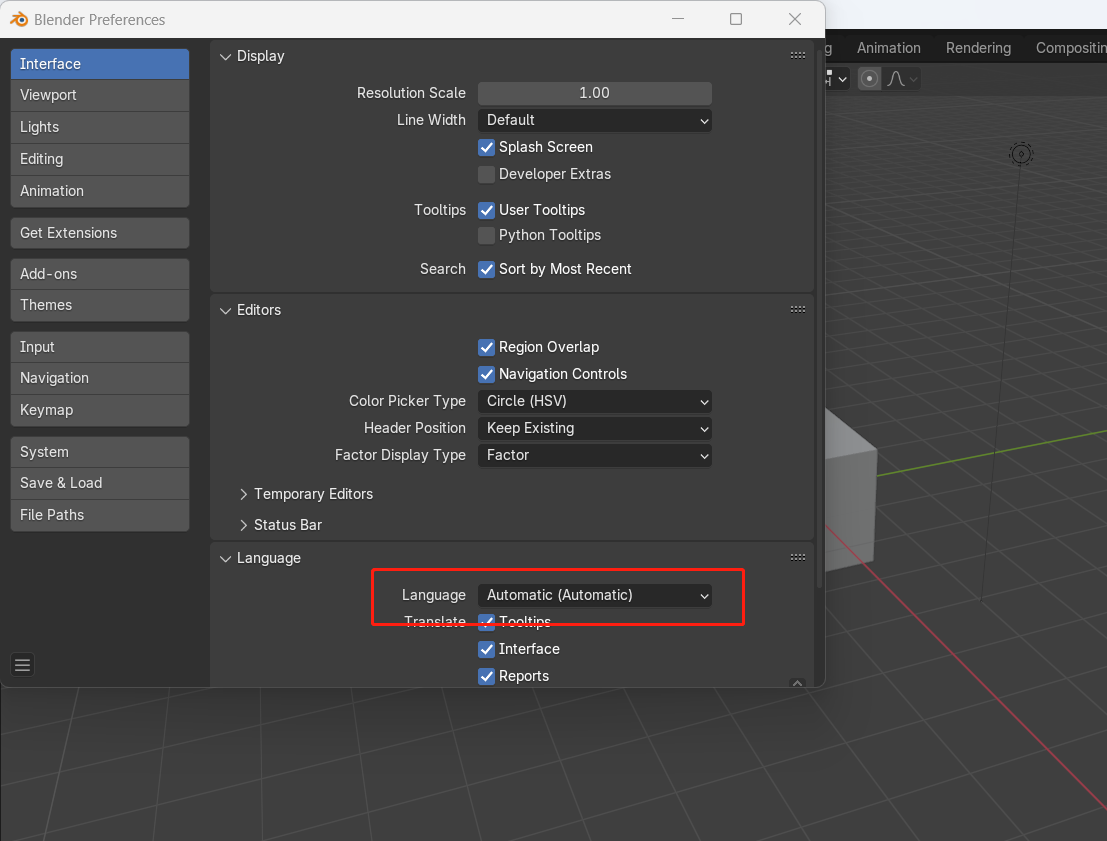 Blender Preferences
Interface
Viewport
Lights
Editing
Animation
Get Extensions
Add-ons
Themes
Input
Navigation
Keymap
System
Save & Load
File Paths
Display
Resolution Scale 1.00
Line Width Default
Splash Screen
Developer Extras
Tooltips User Tooltips
Python Tooltips
Search Sort by Most Recent
Editors
Region Overlap
Navigation Controls
Color Picker Type Circle (HSV)
Header Position Keep Existing
Factor Display Type Factor
Temporary Editors
Status Bar
Language
Language Automatic (Automatic)
Translate Tooltips
Interface
Reports
g Animation Rendering Compositin